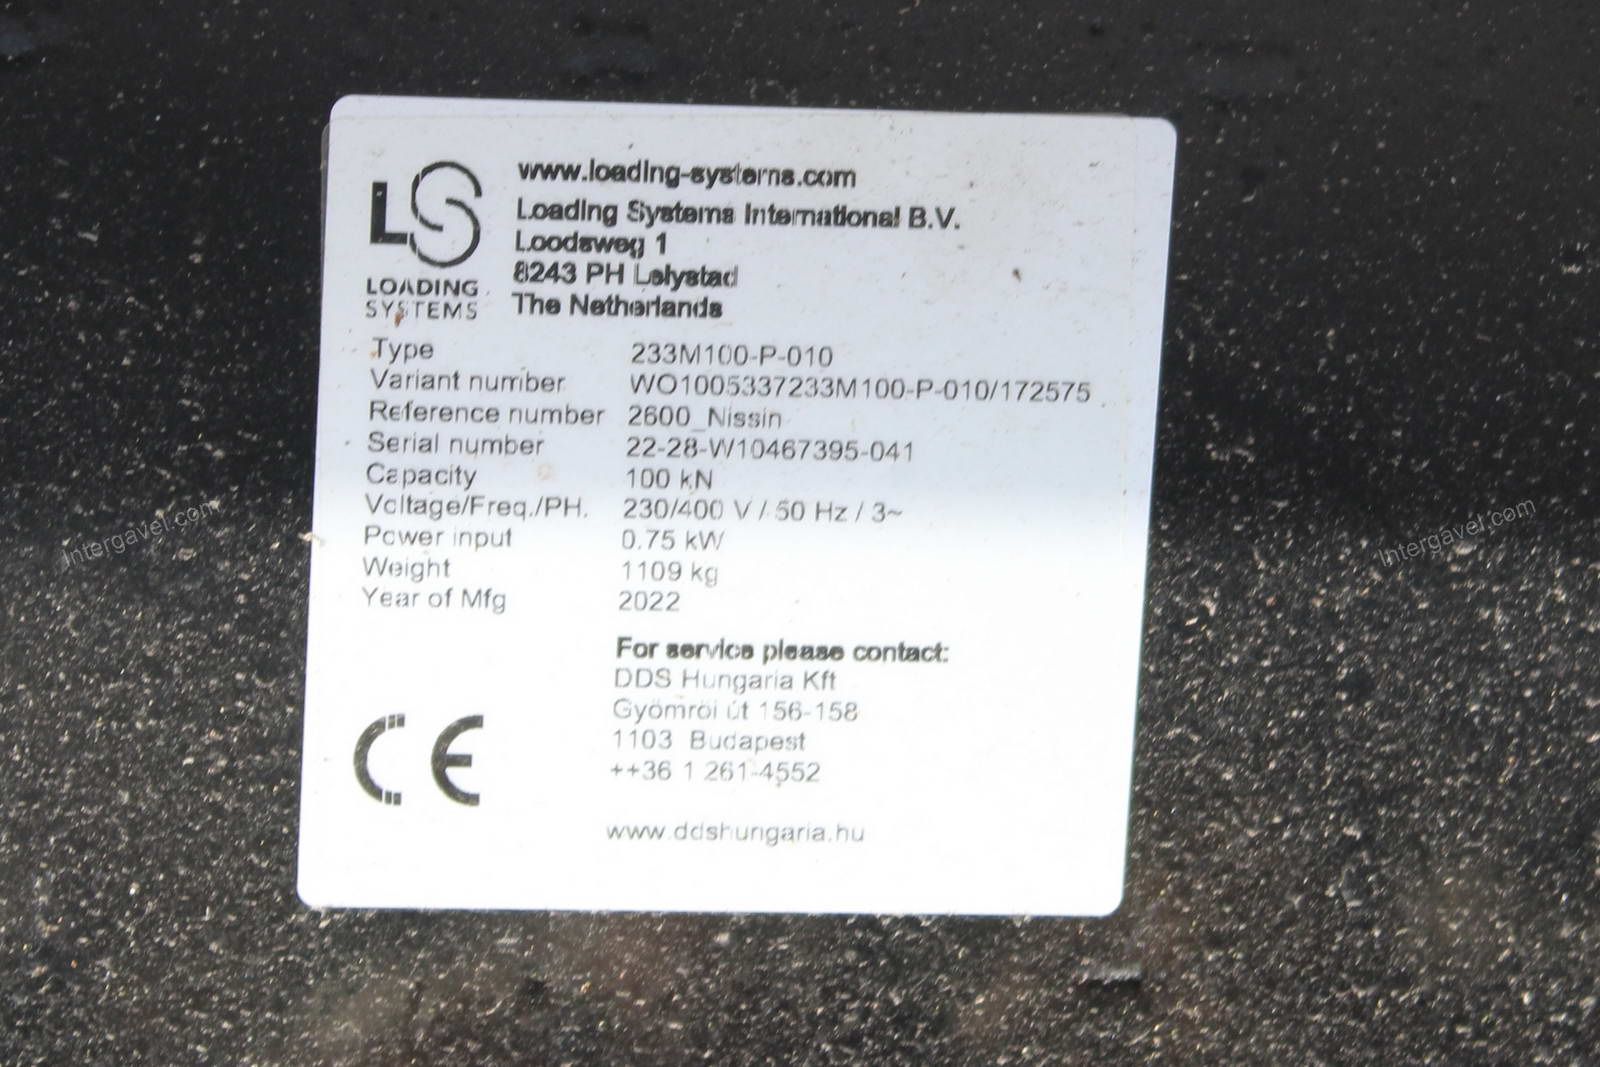 www.loading-systems.com
Loading Systems International B.V.
Loodsweg 1
8243 PH Lelystad
The Netherlands
LS
LOADING
SYSTEMS
Type 233M100-P-010
Variant number WO1005337233M100-P-010/172575
Reference number 2600_Nissin
Serial number 22-28-W10467395-041
Capacity 100 kN
Voltage/Freq./PH. 230/400 V / 50 Hz / 3~
Power input 0.75 kW
Weight 1109 kg
Year of Mfg 2022
For service please contact:
DDS Hungaria Kft
Gyömrői út 156-158
1103 Budapest
++36 1 261-4552
www.ddshungaria.hu
CE
Intergavel.com
Intergavel.com